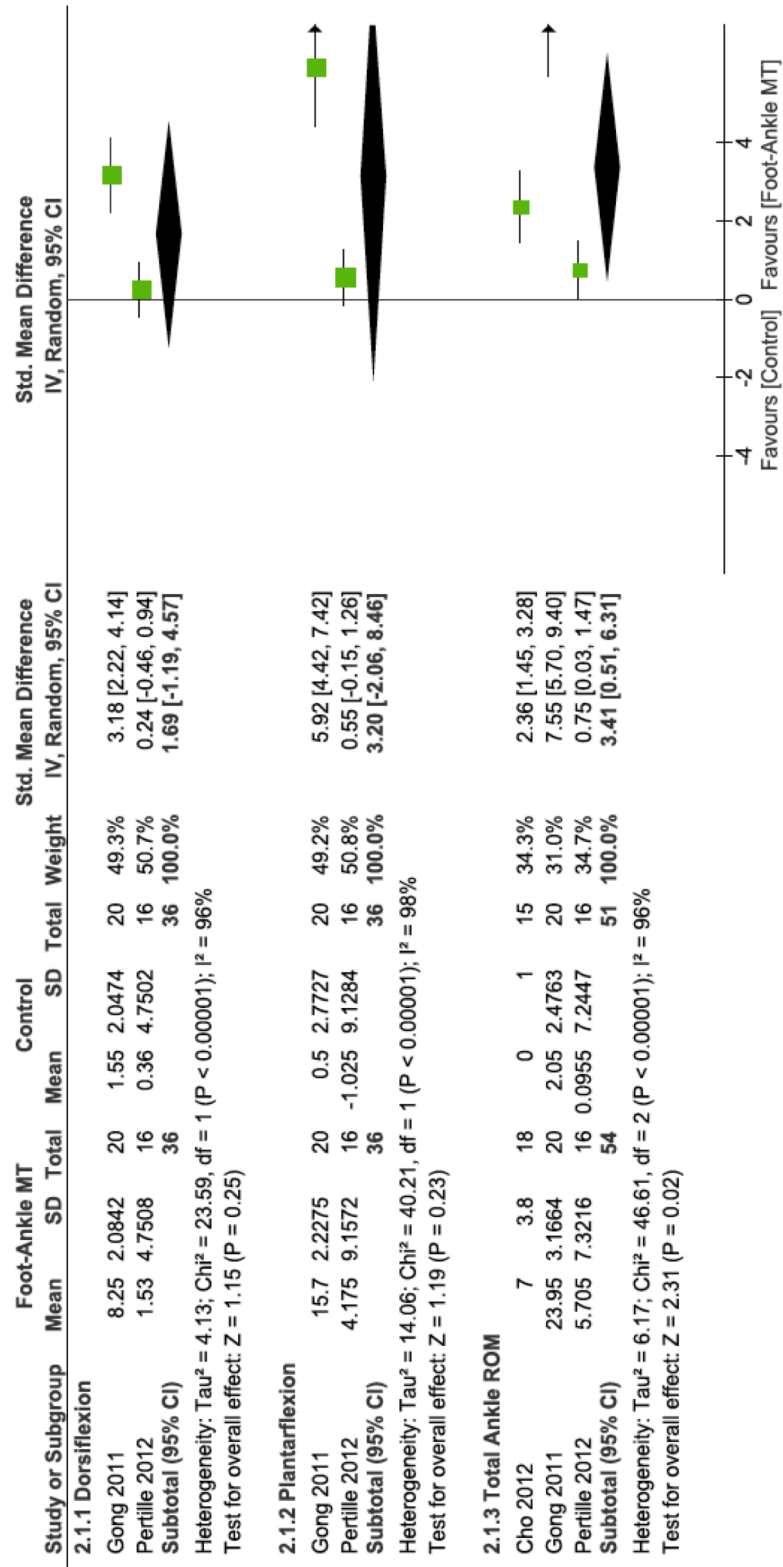 Foot-Ankle MT Control Std. Mean Difference Std. Mean Difference
Study or Subgroup Mean SD Total Mean SD Total Weight IV, Random, 95% CI IV, Random, 95% CI
2.1.1 Dorsiflexion
Gong 2011 8.25 2.0842 20 1.55 2.0474 20 49.3% 3.18 [2.22, 4.14]
Pertille 2012 1.53 4.7508 16 0.36 4.7502 16 50.7% 0.24 [-0.46, 0.94]
Subtotal (95% CI) 36 36 100.0% 1.69 [-1.19, 4.57]
Heterogeneity: Tau² = 4.13; Chi² = 23.59, df = 1 (P < 0.00001); I² = 96%
Test for overall effect: Z = 1.15 (P = 0.25)
2.1.2 Plantarflexion
Gong 2011 15.7 2.2275 20 0.5 2.7727 20 49.2% 5.92 [4.42, 7.42]
Pertille 2012 4.175 9.1572 16 -1.025 9.1284 16 50.8% 0.55 [-0.15, 1.26]
Subtotal (95% CI) 36 36 100.0% 3.20 [-2.06, 8.46]
Heterogeneity: Tau² = 14.06; Chi² = 40.21, df = 1 (P < 0.00001); I² = 98%
Test for overall effect: Z = 1.19 (P = 0.23)
2.1.3 Total Ankle ROM
Cho 2012 7 3.8 18 0 1 15 34.3% 2.36 [1.45, 3.28]
Gong 2011 23.95 3.1664 20 2.05 2.4763 20 31.0% 7.55 [5.70, 9.40]
Pertille 2012 5.705 7.3216 16 0.0955 7.2447 16 34.7% 0.75 [0.03, 1.47]
Subtotal (95% CI) 54 51 100.0% 3.41 [0.51, 6.31]
Heterogeneity: Tau² = 6.17; Chi² = 46.61, df = 2 (P < 0.00001); I² = 96%
Test for overall effect: Z = 2.31 (P = 0.02)
-4 -2 0 2 4
Favours [Control] Favours [Foot-Ankle MT]